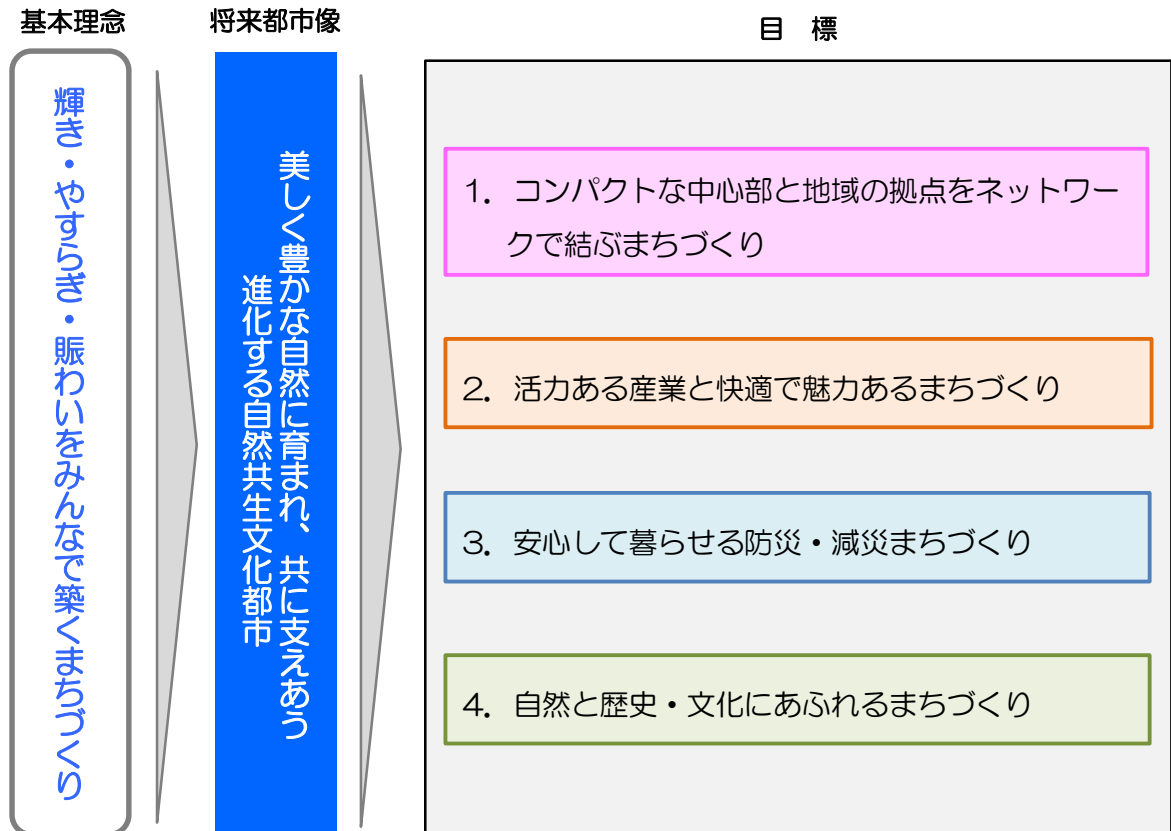 基本理念
輝き・やすらぎ・賑わいをみんなで築くまちづくり
将来都市像
美しく豊かな自然に育まれ、共に支えあう
進化する自然共生文化都市
目　標
1．コンパクトな中心部と地域の拠点をネットワー
クで結ぶまちづくり
2．活力ある産業と快適で魅力あるまちづくり
3．安心して暮らせる防災・減災まちづくり
4．自然と歴史・文化にあふれるまちづくり